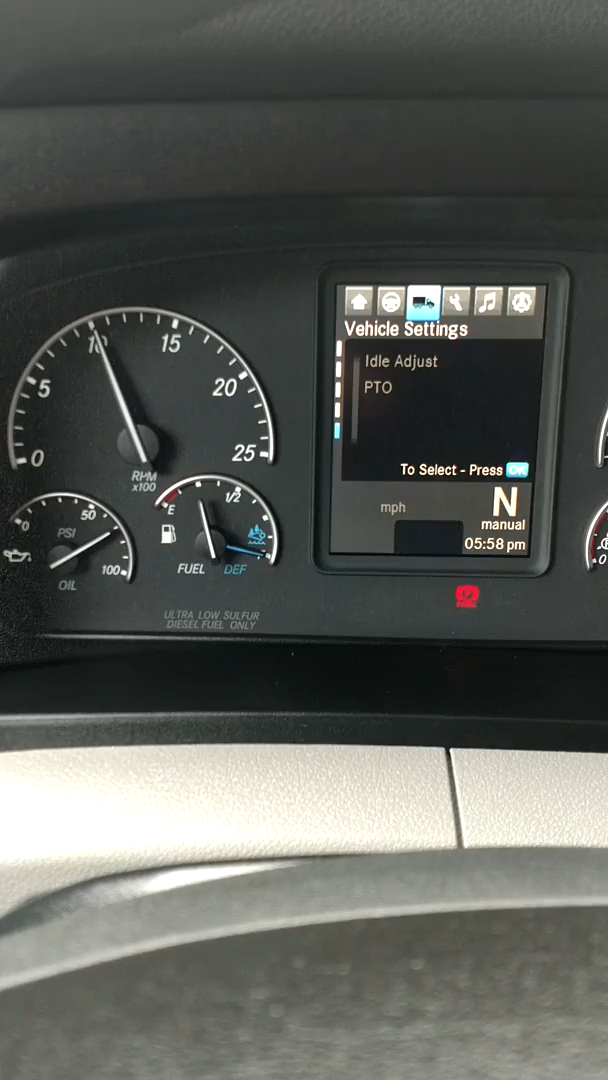 Vehicle Settings
Idle Adjust
PTO
To Select - Press OK
mph
N
manual
05:58 pm
0
5
10
15
20
25
RPM
x100
0
50
100
PSI
OIL
E
1/2
FUEL
DEF
ULTRA LOW SULFUR
DIESEL FUEL ONLY
0